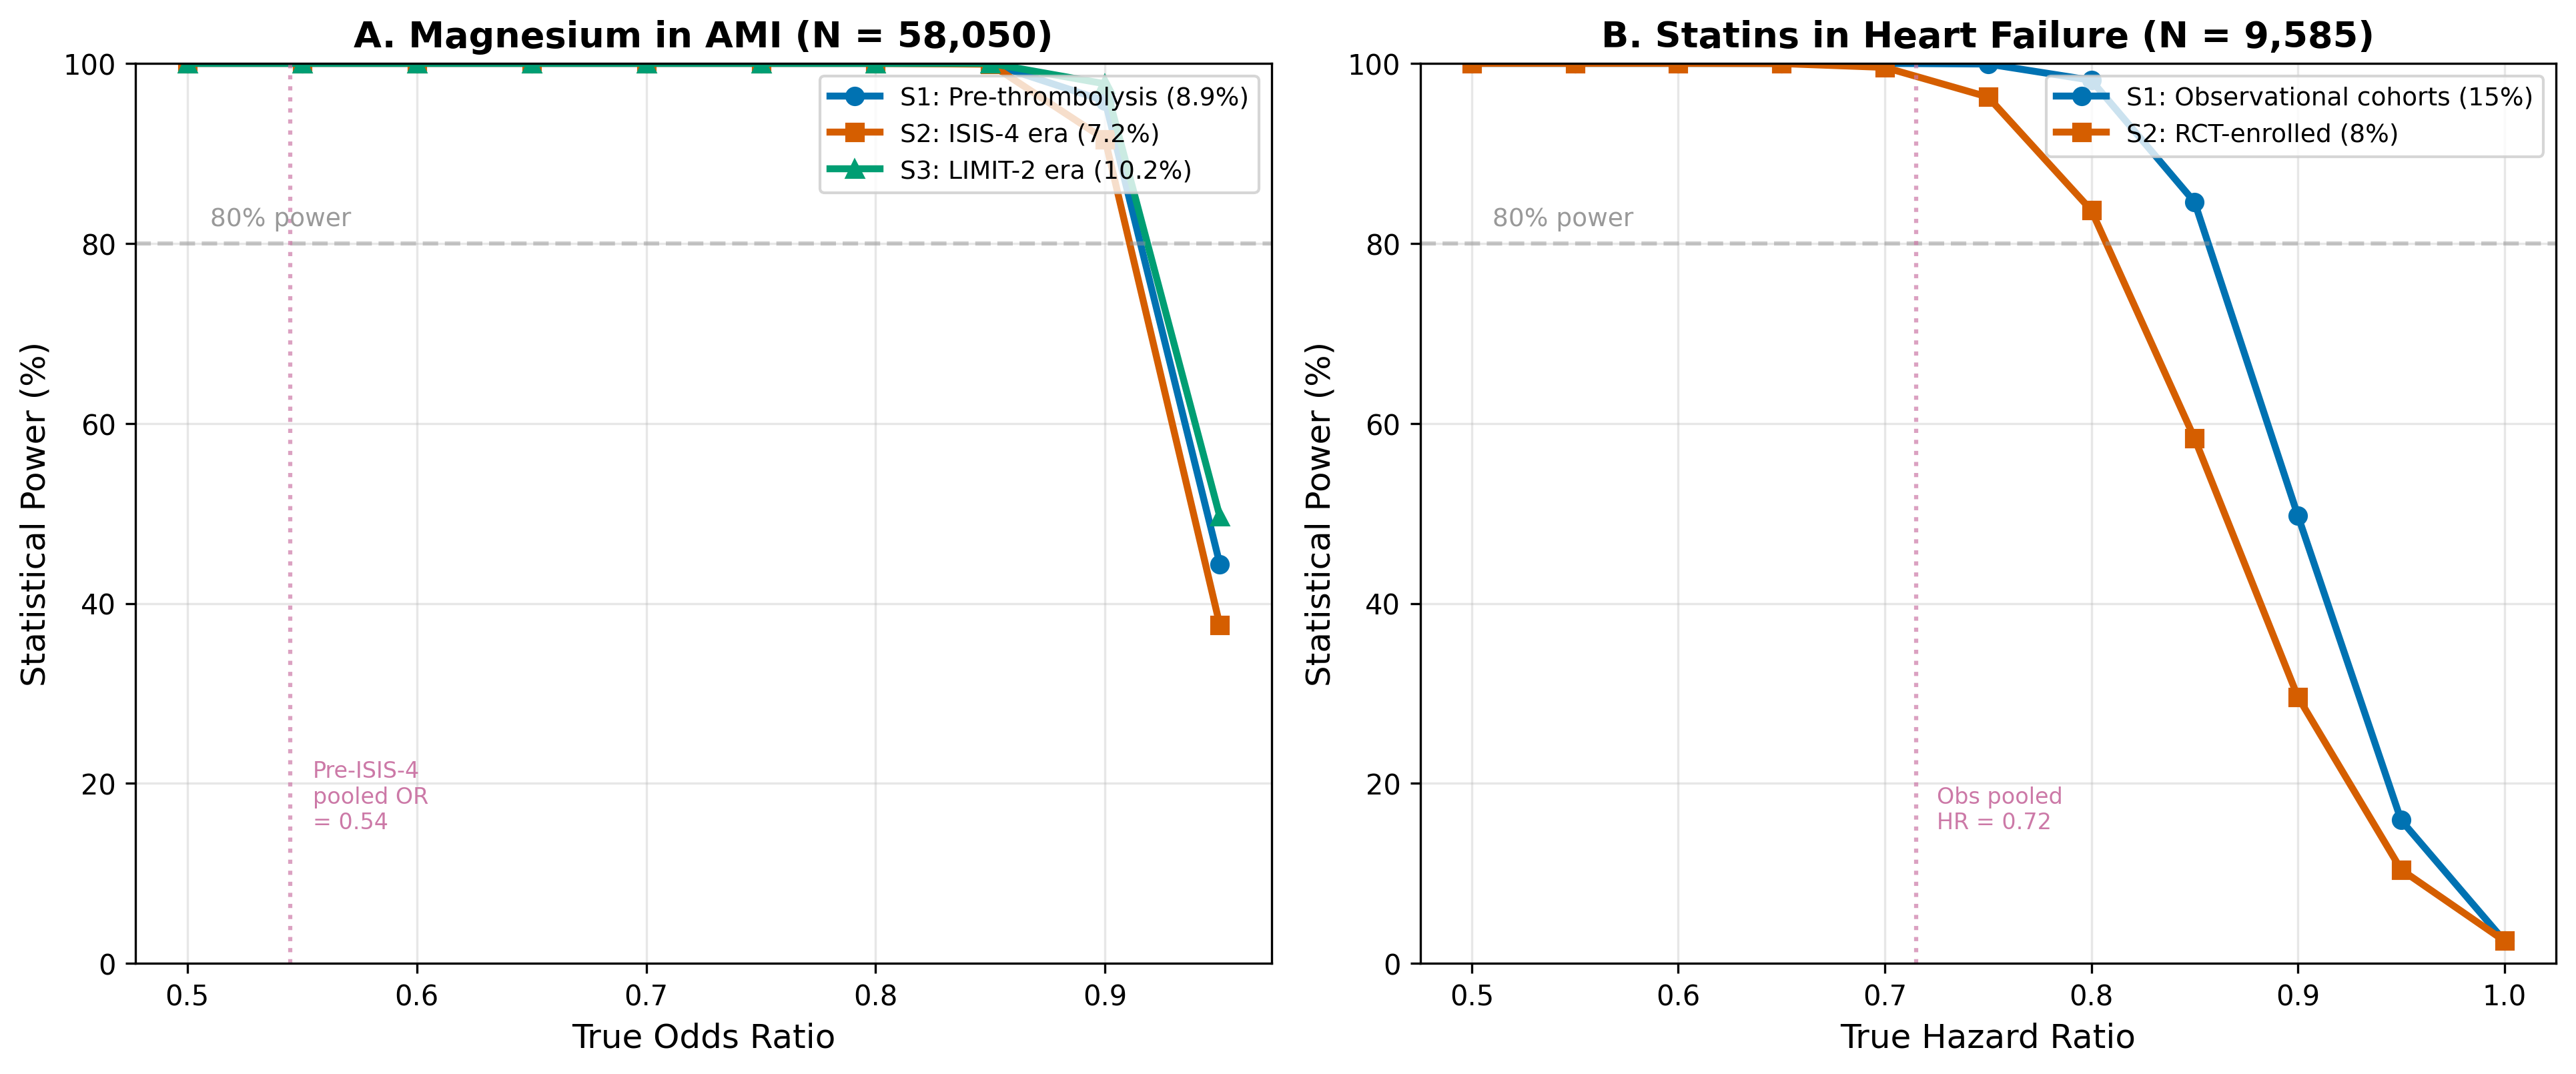 A. Magnesium in AMI (N = 58,050)
Statistical Power (%)
100
80
60
40
20
0
S1: Pre-thrombolysis (8.9%)
S2: ISIS-4 era (7.2%)
S3: LIMIT-2 era (10.2%)
80% power
Pre-ISIS-4
pooled OR
= 0.54
0.5 0.6 0.7 0.8 0.9
True Odds Ratio
B. Statins in Heart Failure (N = 9,585)
Statistical Power (%)
100
80
60
40
20
0
S1: Observational cohorts (15%)
S2: RCT-enrolled (8%)
80% power
Obs pooled
HR = 0.72
0.5 0.6 0.7 0.8 0.9 1.0
True Hazard Ratio